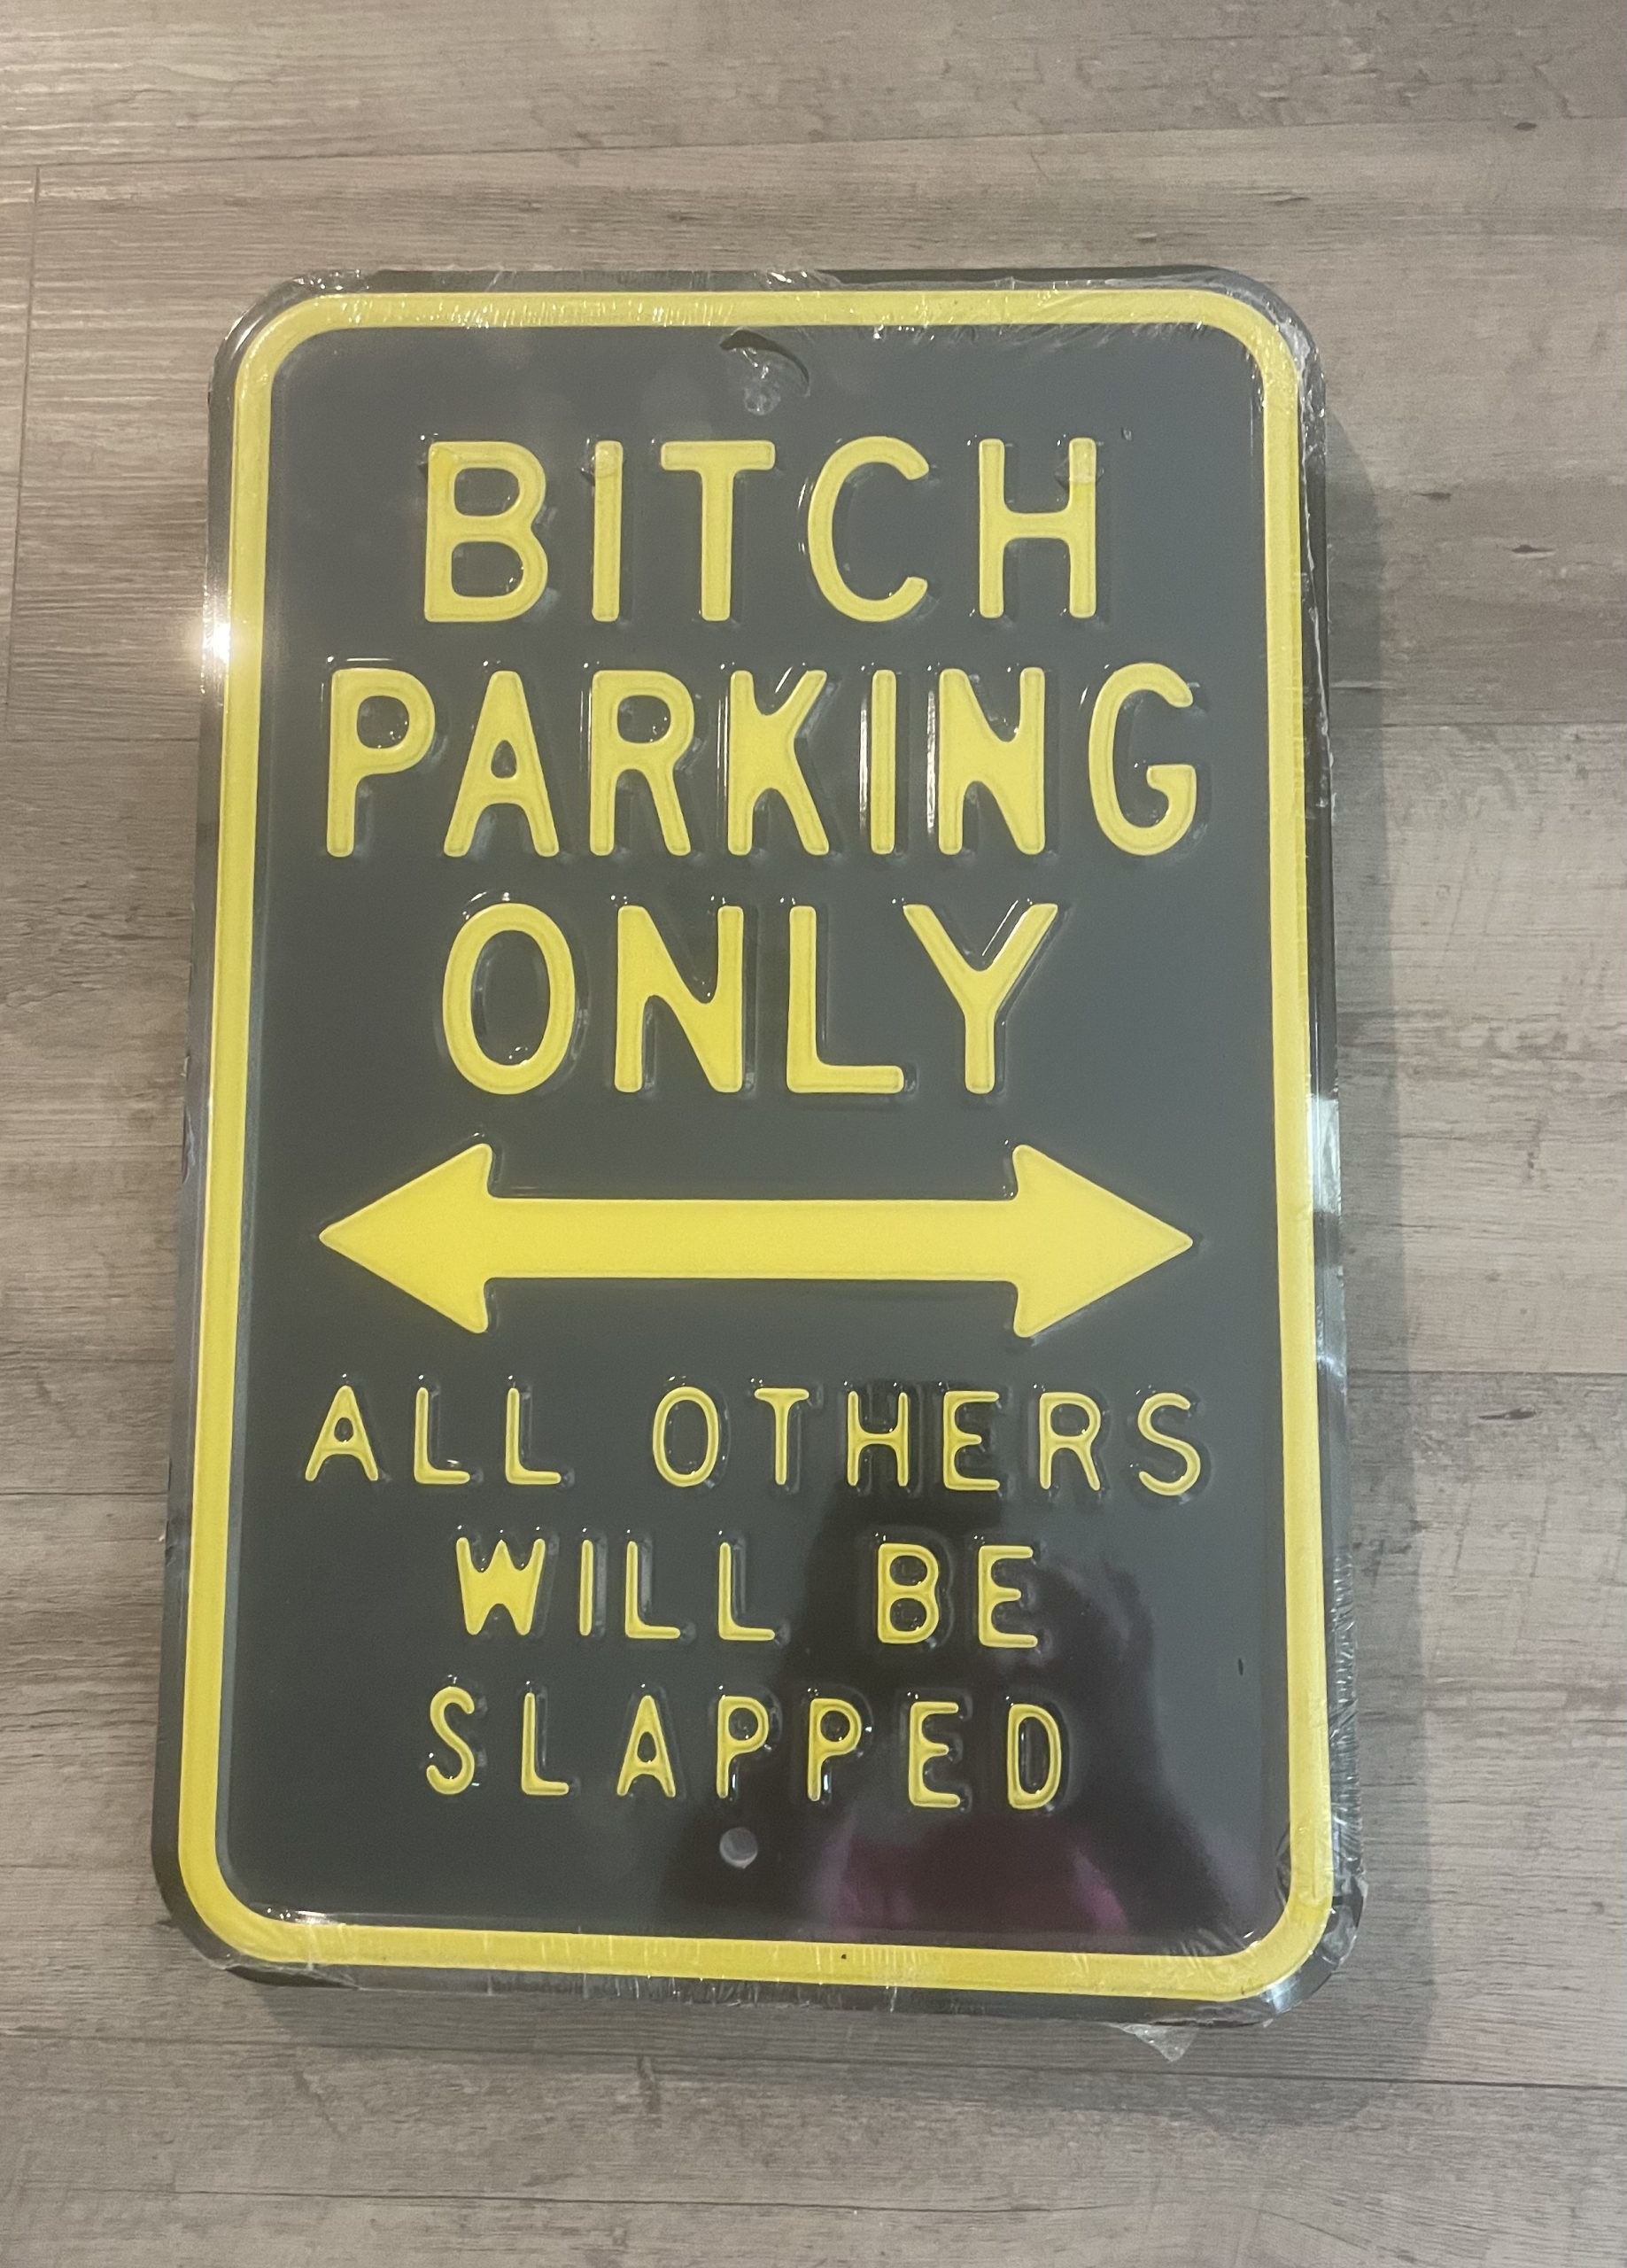 BITCH
PARKING
ONLY
ALL OTHERS
WILL BE
SLAPPED